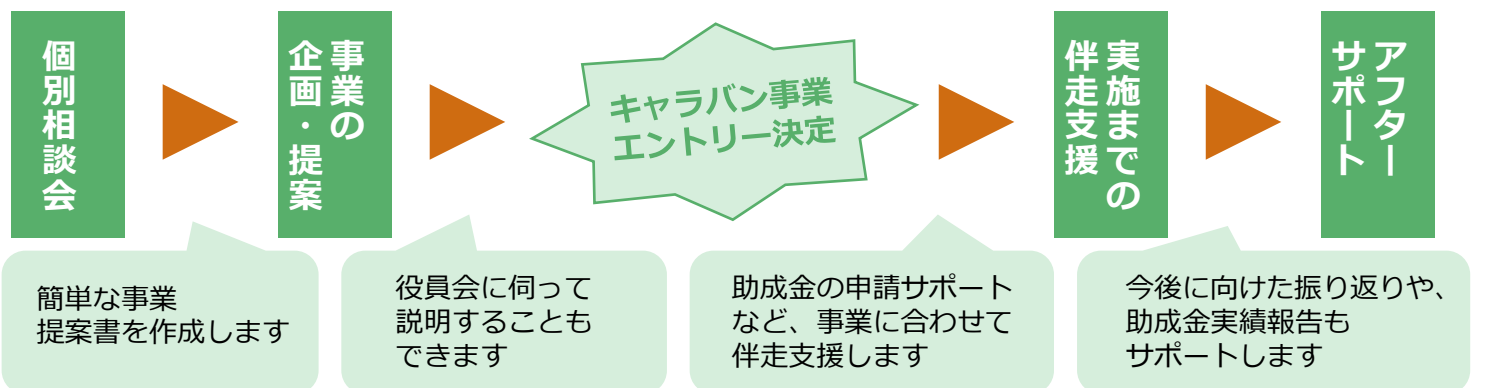 個別相談会
事業の
企画・提案
キャラバン事業
エントリー決定
実施までの
伴走支援
アフター
サポート
簡単な事業
提案書を作成します
役員会に伺って
説明することも
できます
助成金の申請サポート
など、事業に合わせて
伴走支援します
今後に向けた振り返りや、
助成金実績報告も
サポートします